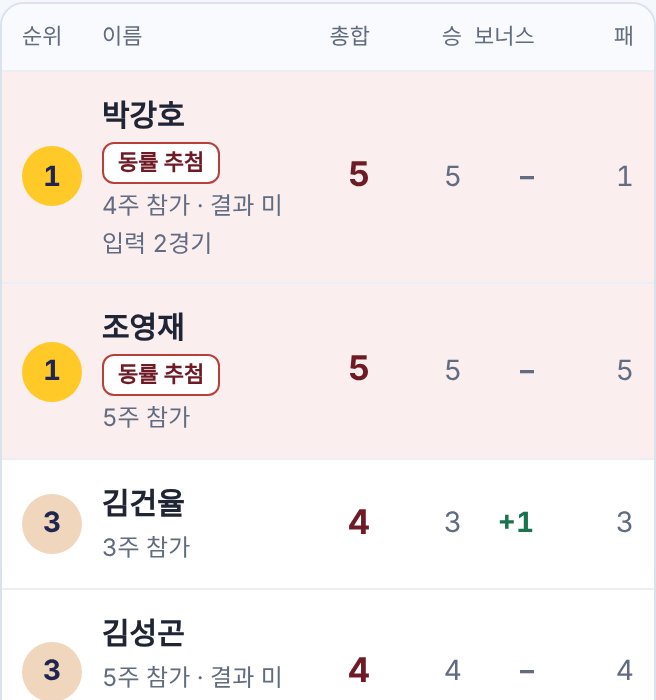 순위 이름 총합 승 보너스 패
박강호
동률 추첨
1 5 5 – 1
4주 참가 · 결과 미
입력 2경기
조영재
동률 추첨
1 5 5 – 5
5주 참가
김건율
3 4 3 +1 3
3주 참가
김성곤
3 4 4 – 4
5주 참가 · 결과 미